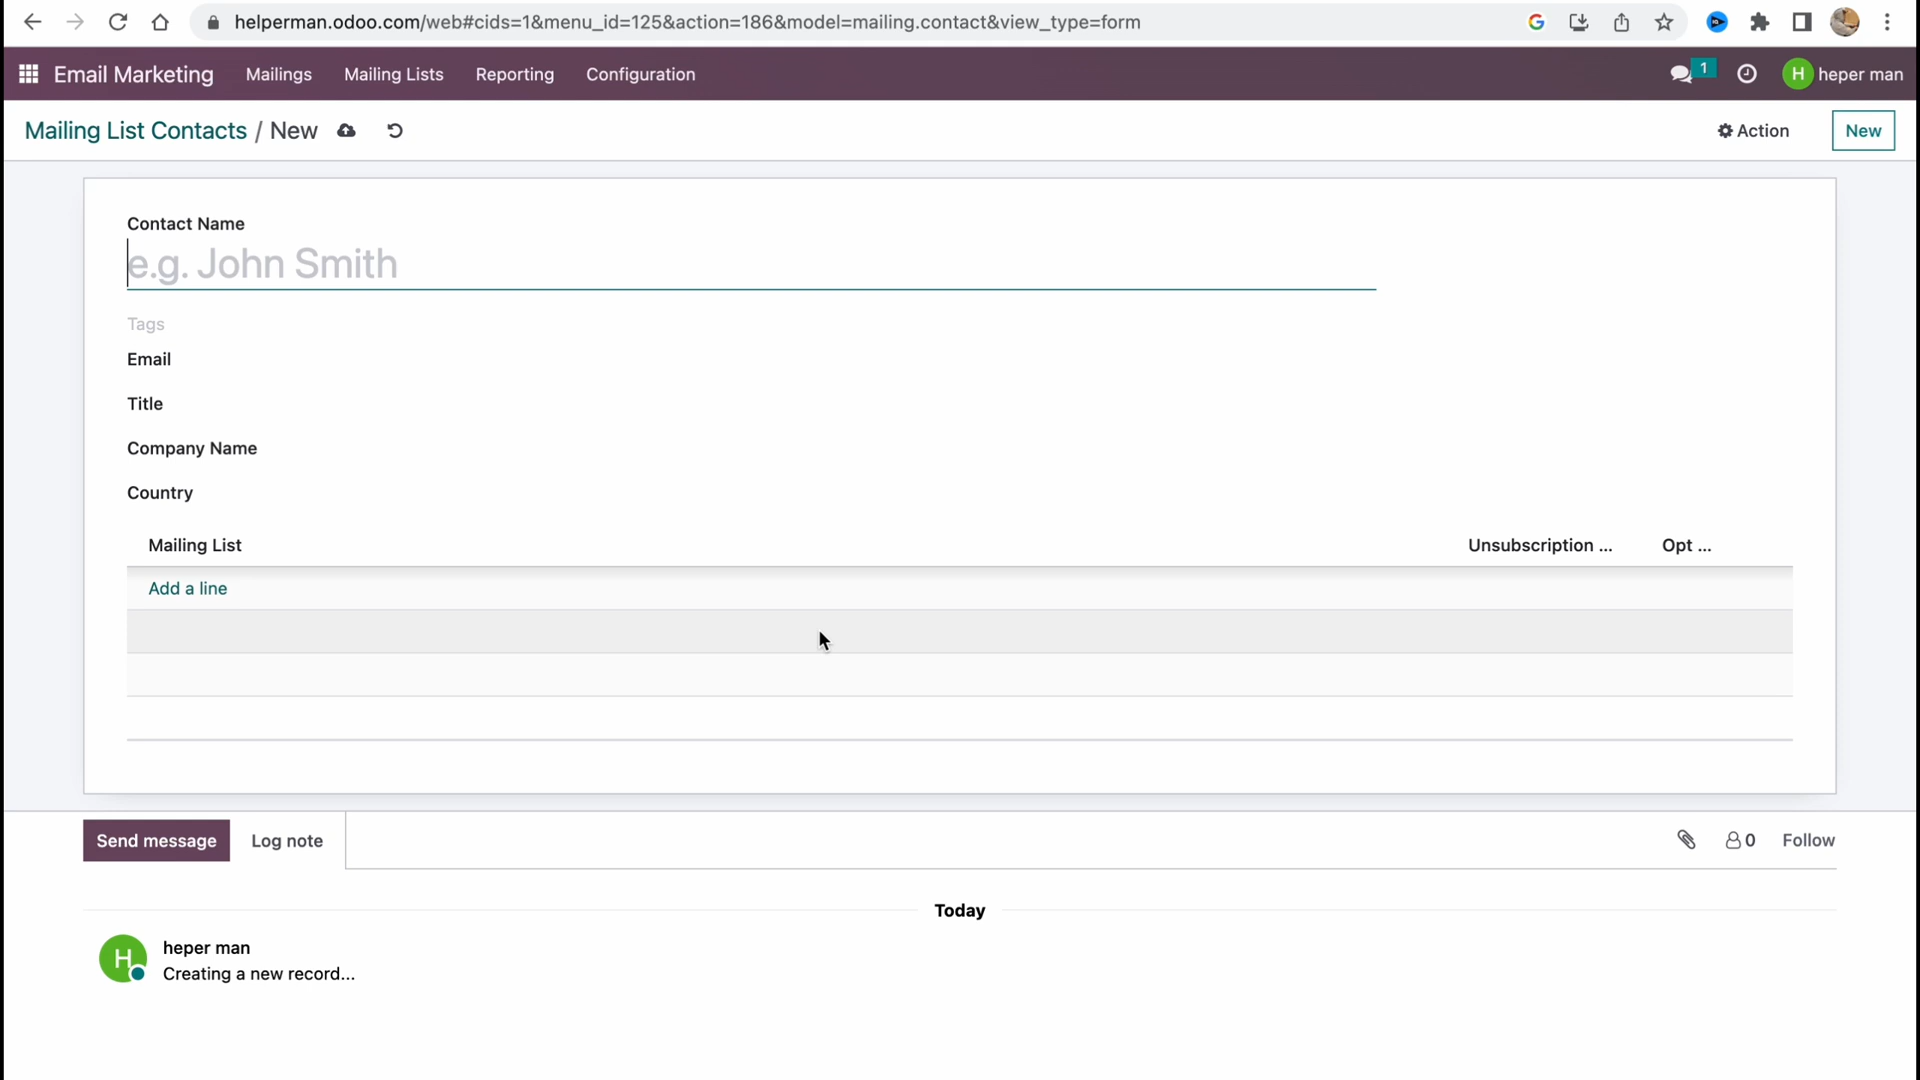 helperman.odoo.com/web#cids=1&menu_id=125&action=186&model=mailing.contact&view_type=form
Email Marketing Mailings Mailing Lists Reporting Configuration 1 H heper man
Mailing List Contacts / New Action New
Contact Name
e.g. John Smith
Tags
Email
Title
Company Name
Country
Mailing List Unsubscription ... Opt ...
Add a line
Send message Log note 0 Follow
Today
H heper man
Creating a new record...